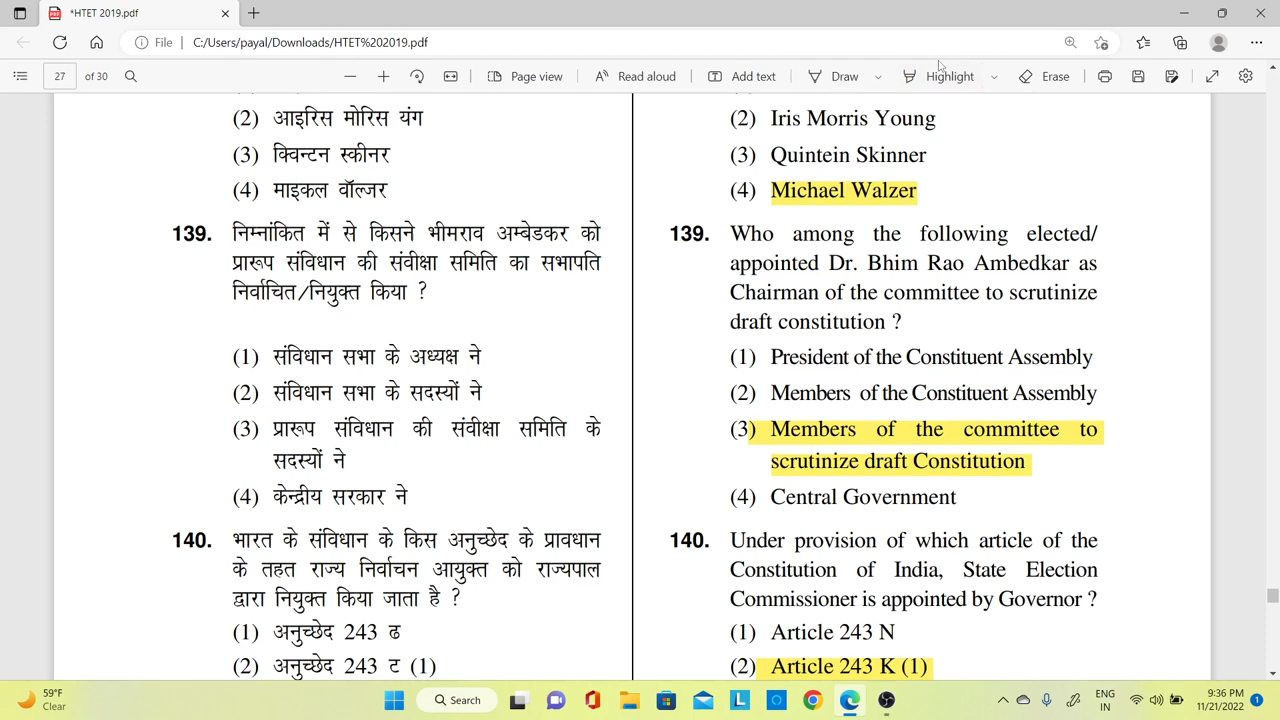 *HTET 2019.pdf
File
C:/Users/payal/Downloads/HTET%202019.pdf
27
of 30
Page view
Read aloud
Add text
Draw
Highlight
Erase
(2) आइरिस मोरिस यंग
(3) क्विन्टन स्कीनर
(4) माइकल वॉल्जर
139. निम्नांकित में से किसने भीमराव अम्बेडकर को
प्रारूप संविधान की संवीक्षा समिति का सभापति
निर्वाचित/नियुक्त किया ?
(1) संविधान सभा के अध्यक्ष ने
(2) संविधान सभा के सदस्यों ने
(3) प्रारूप संविधान की संवीक्षा समिति के
सदस्यों ने
(4) केन्द्रीय सरकार ने
140. भारत के संविधान के किस अनुच्छेद के प्रावधान
के तहत राज्य निर्वाचन आयुक्त को राज्यपाल
द्वारा नियुक्त किया जाता है ?
(1) अनुच्छेद 243 ढ
(2) अनुच्छेद 243 ट (1)
(2) Iris Morris Young
(3) Quintein Skinner
(4) Michael Walzer
139. Who among the following elected/
appointed Dr. Bhim Rao Ambedkar as
Chairman of the committee to scrutinize
draft constitution ?
(1) President of the Constituent Assembly
(2) Members of the Constituent Assembly
(3) Members of the committee to
scrutinize draft Constitution
(4) Central Government
140. Under provision of which article of the
Constitution of India, State Election
Commissioner is appointed by Governor ?
(1) Article 243 N
(2) Article 243 K (1)
59°F
Clear
Search
ENG
IN
9:36 PM
11/21/2022
1